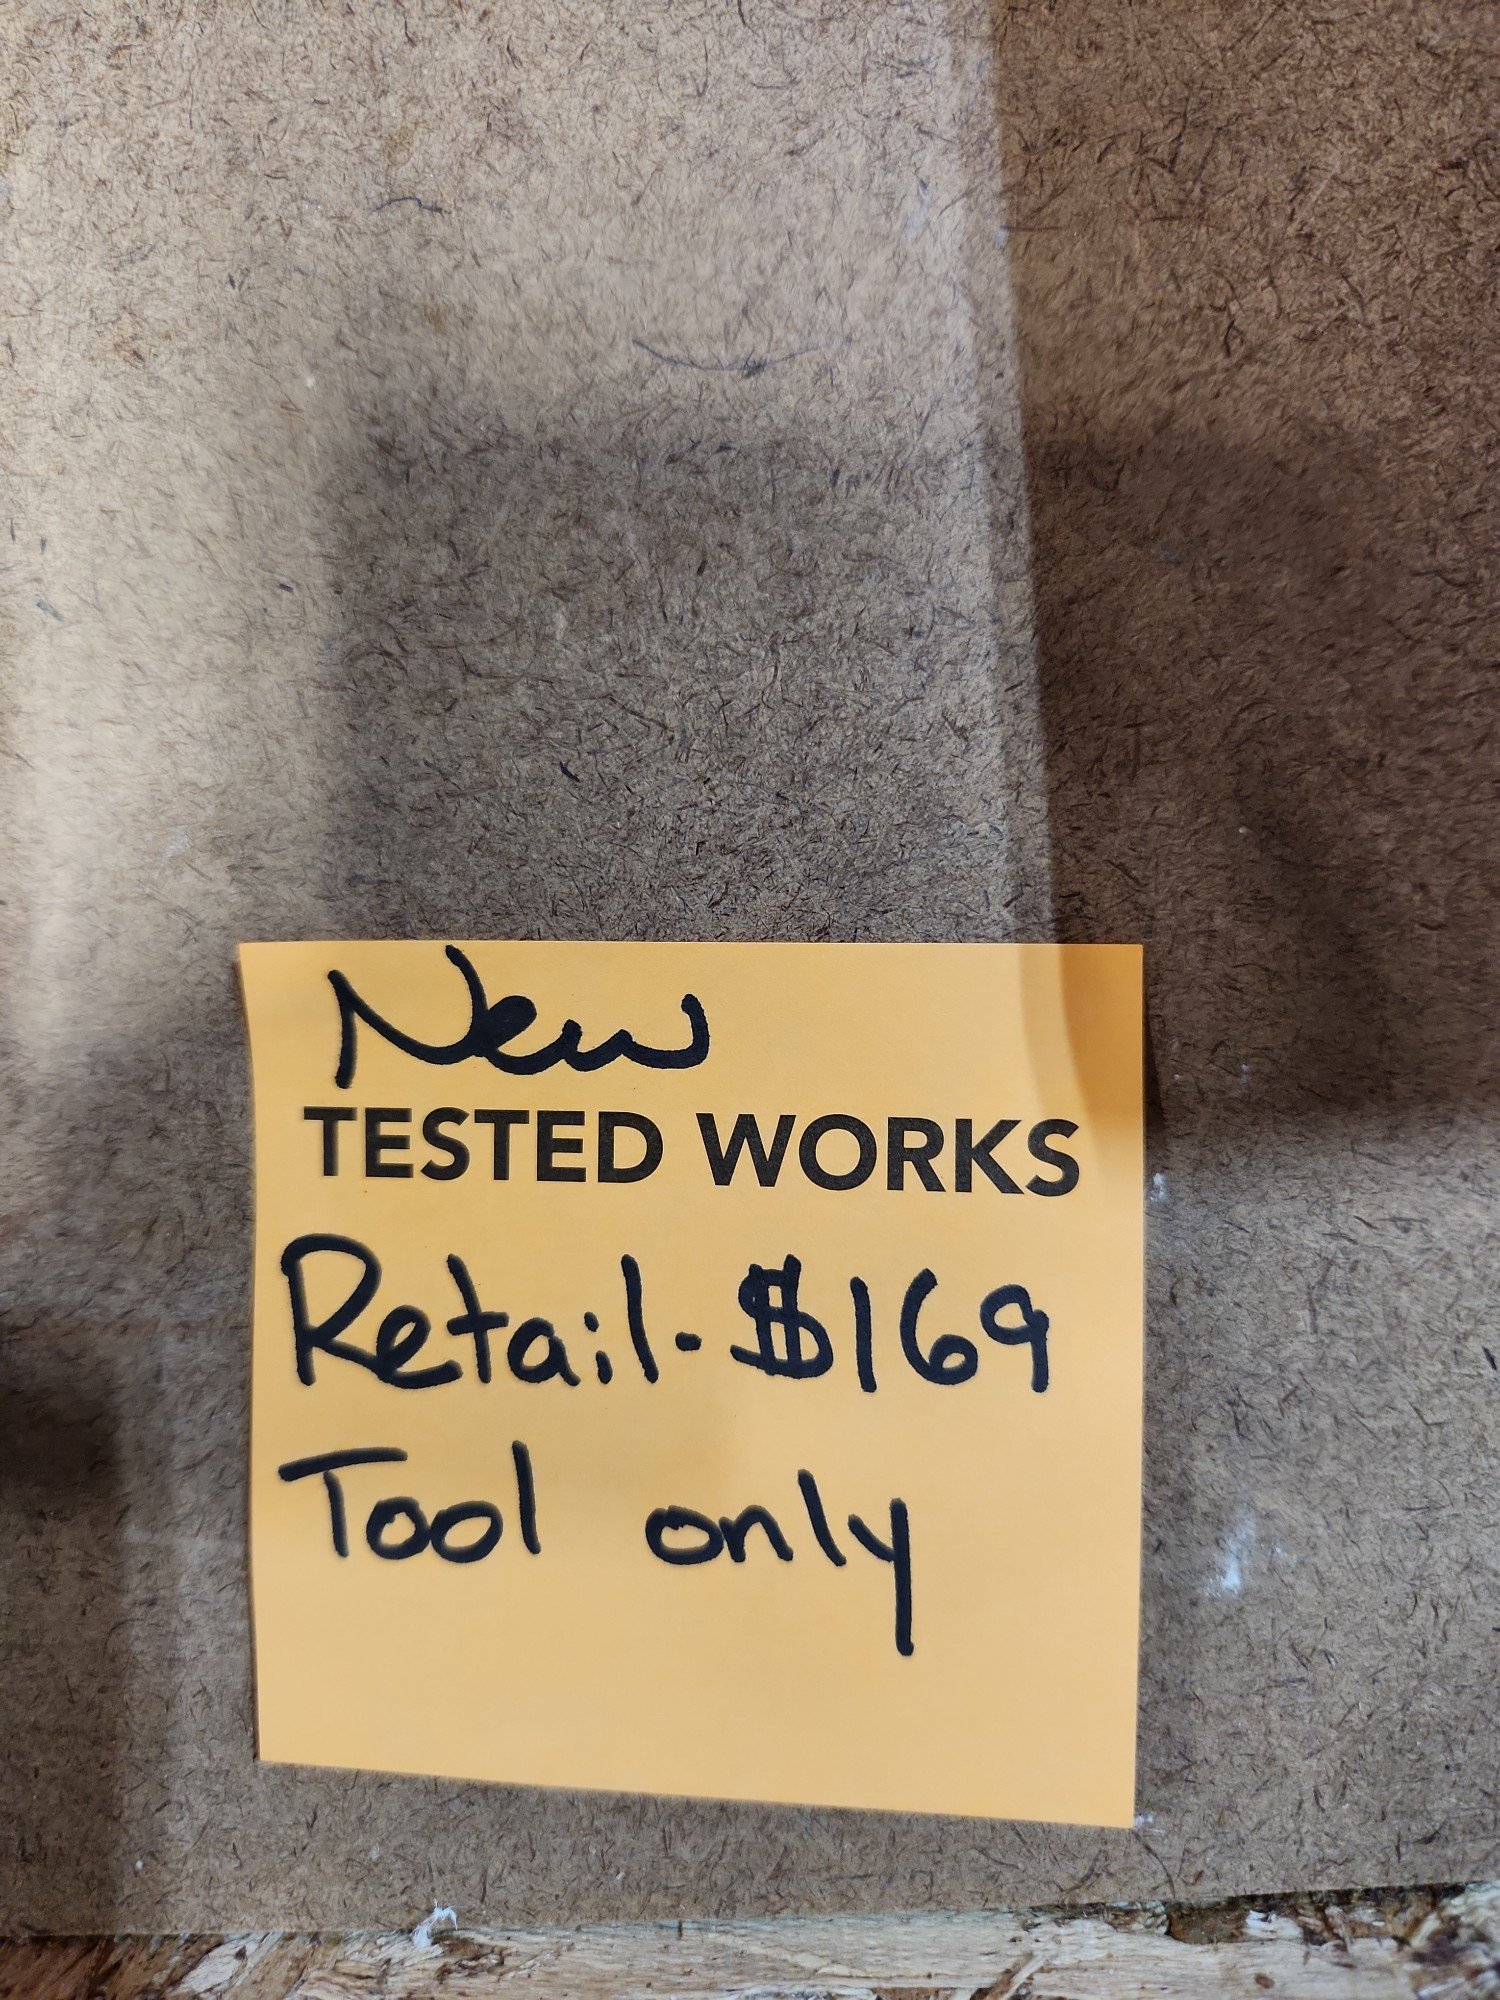 New
TESTED WORKS
Retail - $169
Tool only